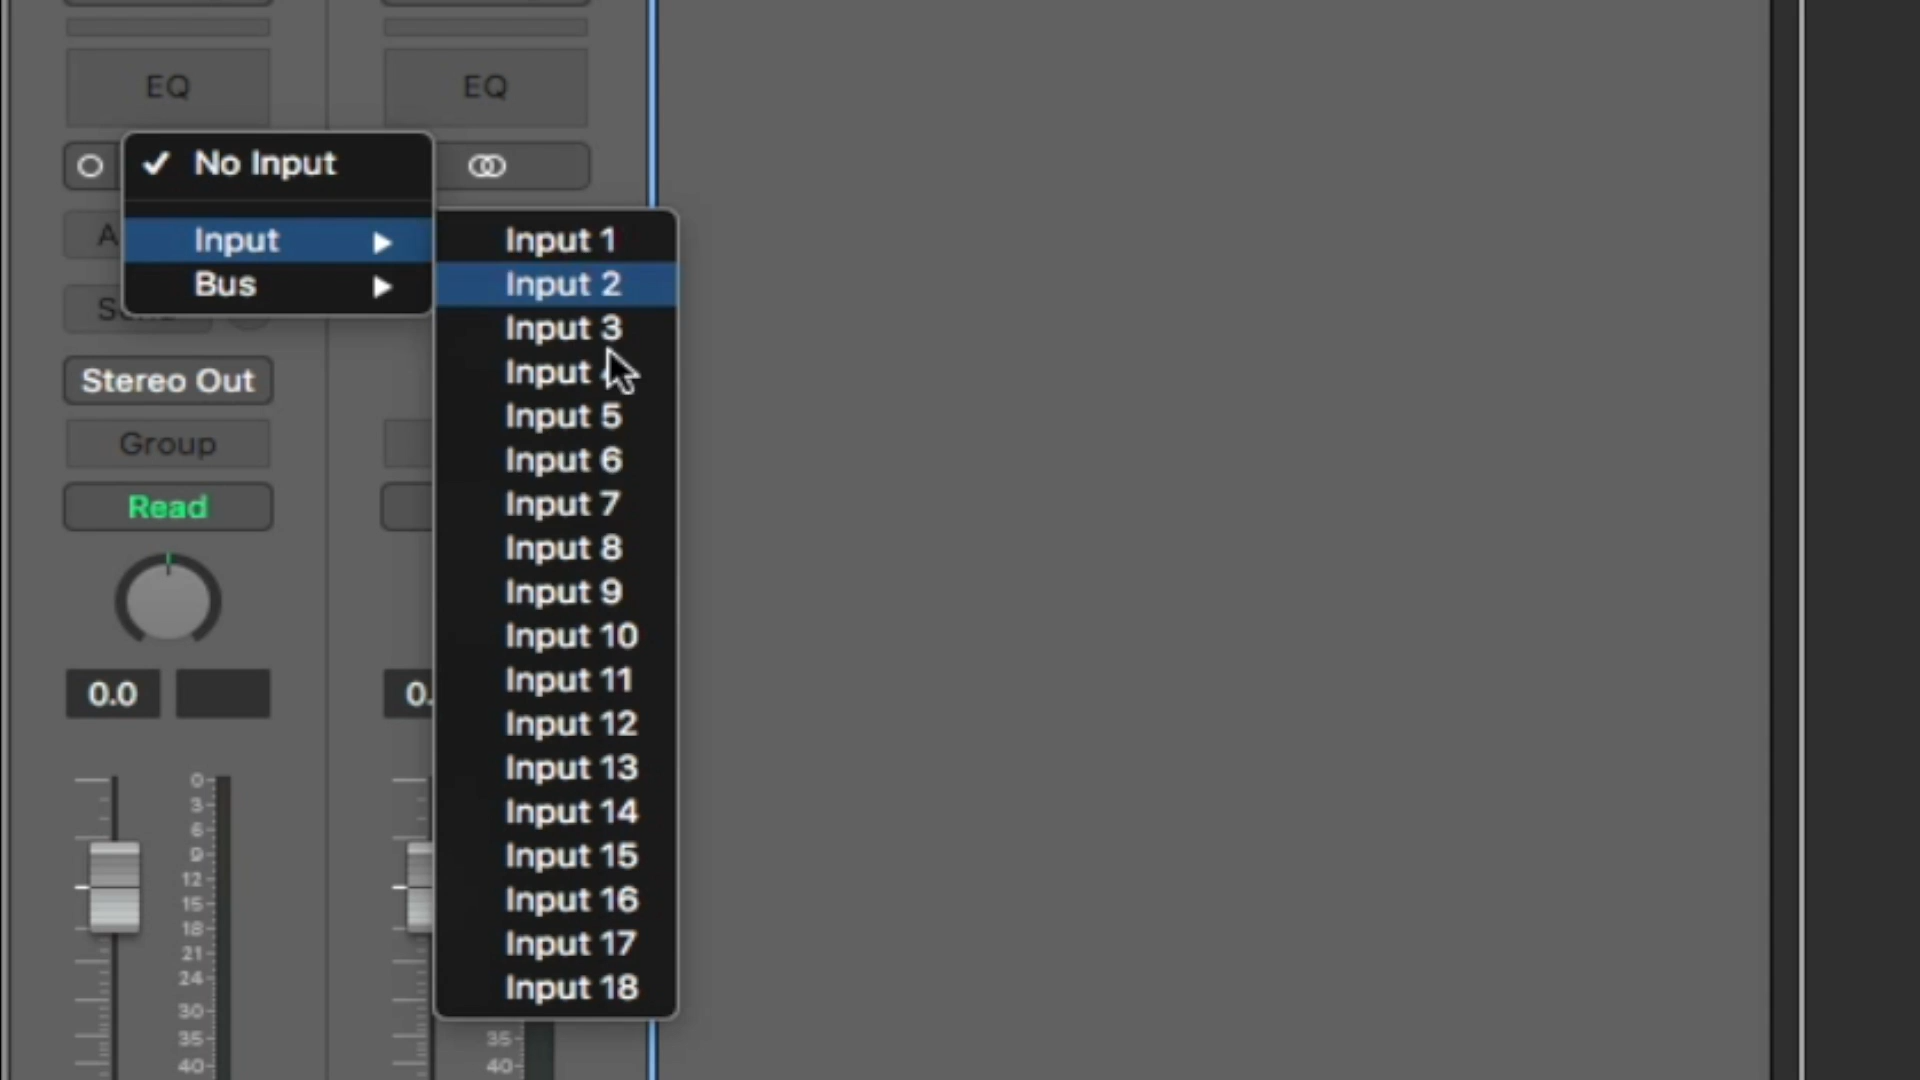 EQ
EQ
No Input
Input
Bus
Input 1
Input 2
Input 3
Input
Input 5
Input 6
Input 7
Input 8
Input 9
Input 10
Input 11
Input 12
Input 13
Input 14
Input 15
Input 16
Input 17
Input 18
Stereo Out
Group
Read
0.0
0.
0
3
6
9
12
15
18
21
24
30
35
40
35
40